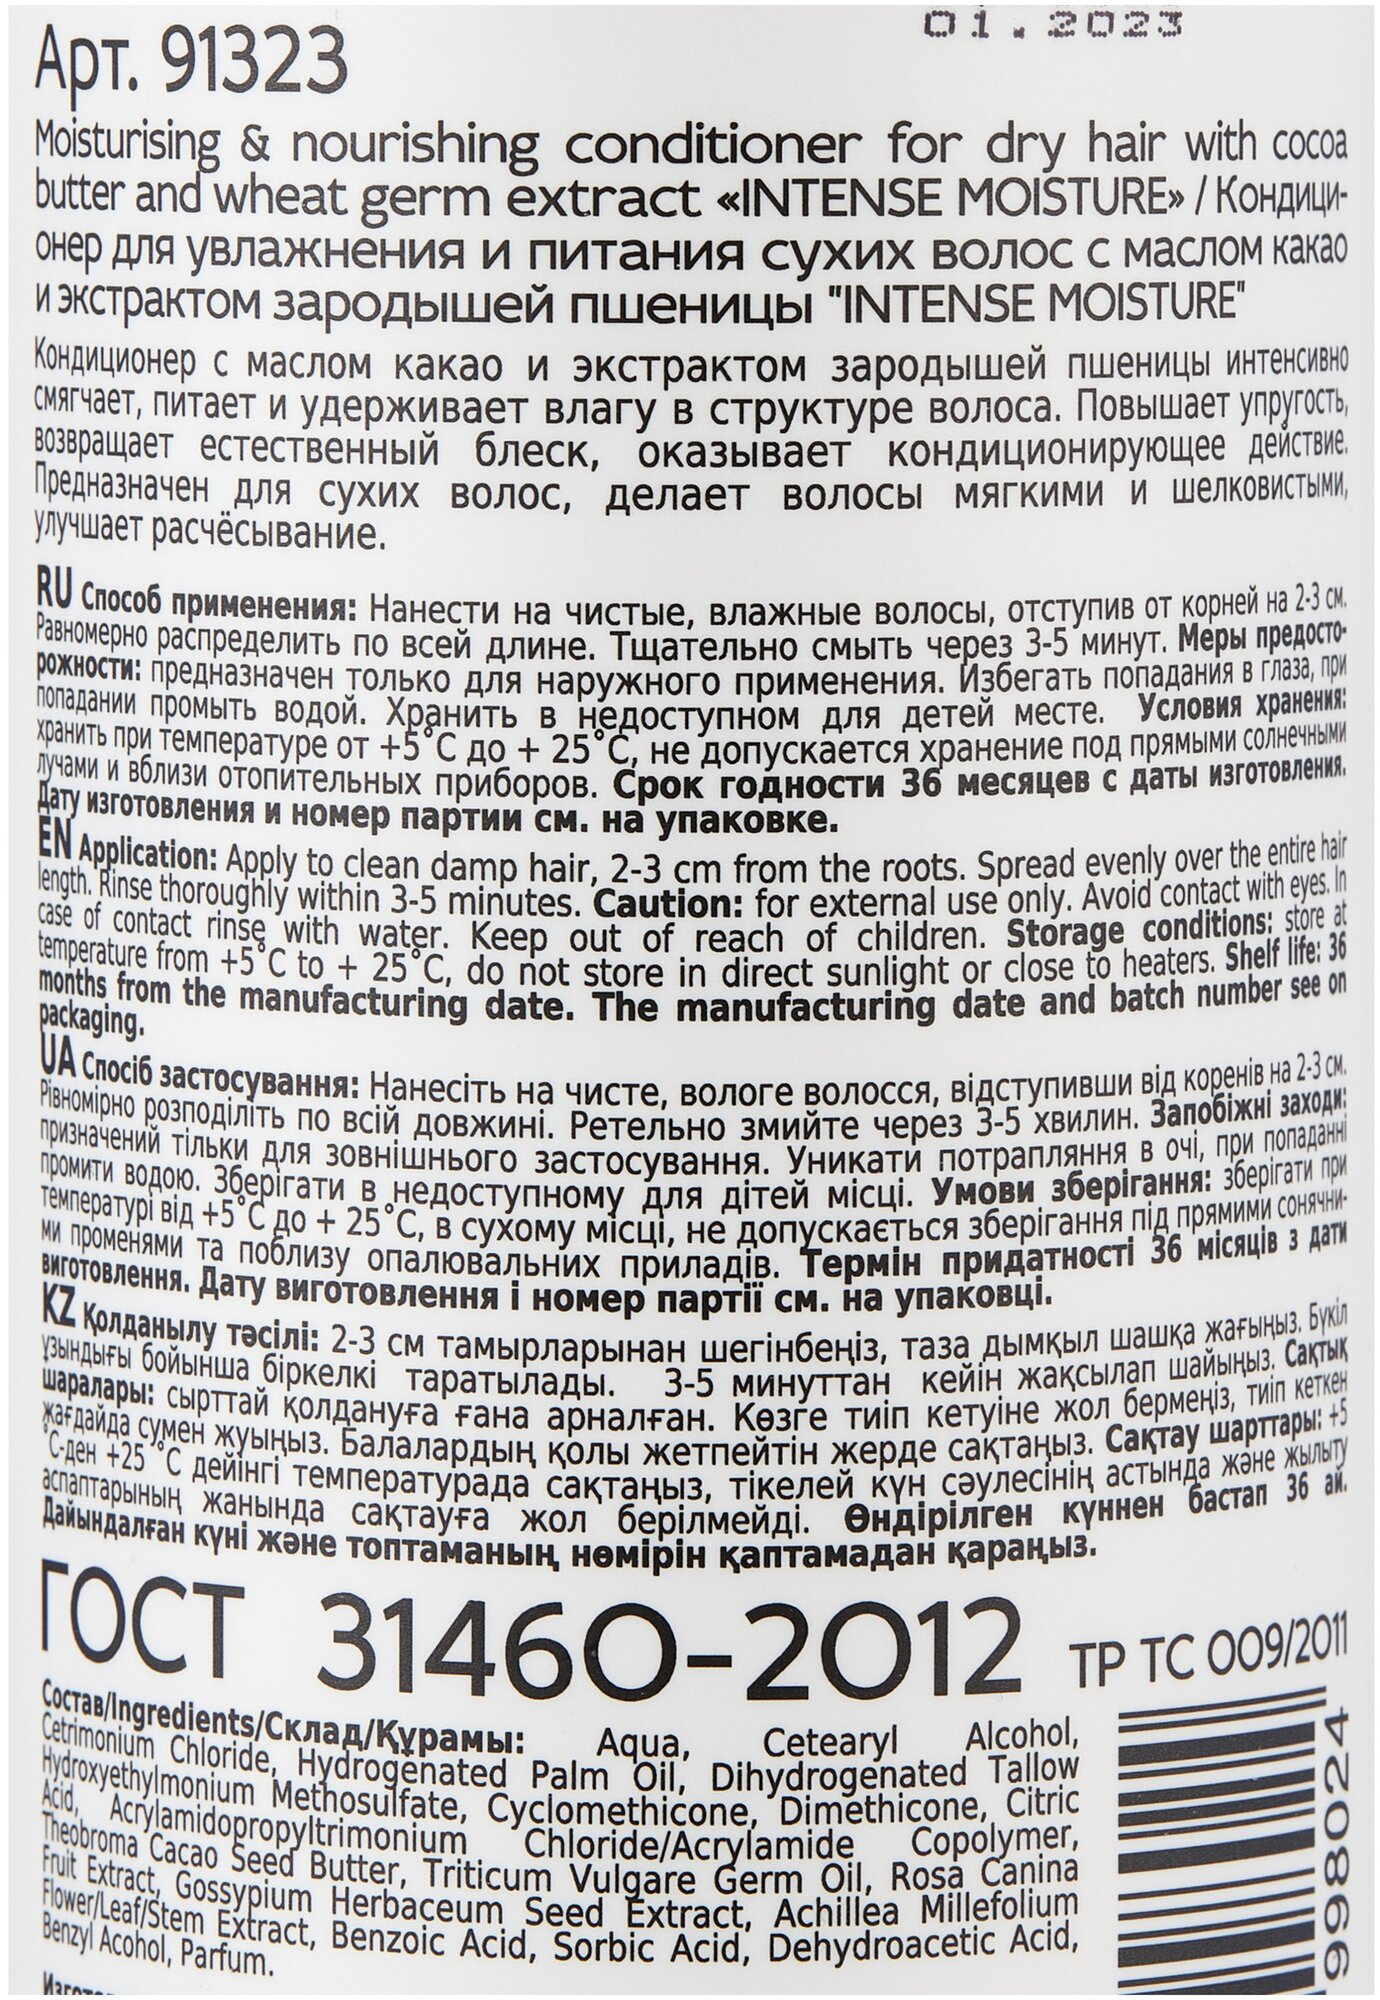 01.2023
Арт. 91323
Moisturising & nourishing conditioner for dry hair with cocoa
butter and wheat germ extract «INTENSE MOISTURE» / Кондици-
онер для увлажнения и питания сухих волос с маслом какао
и экстрактом зародышей пшеницы "INTENSE MOISTURE"
Кондиционер с маслом какао и экстрактом зародышей пшеницы интенсивно
смягчает, питает и удерживает влагу в структуре волоса. Повышает упругость,
возвращает естественный блеск, оказывает кондиционирующее действие.
Предназначен для сухих волос, делает волосы мягкими и шелковистыми,
улучшает расчёсывание.
RU Способ применения: Нанести на чистые, влажные волосы, отступив от корней на 2-3 см.
Равномерно распределить по всей длине. Тщательно смыть через 3-5 минут. Меры предосто-
рожности: предназначен только для наружного применения. Избегать попадания в глаза, при
попадании промыть водой. Хранить в недоступном для детей месте. Условия хранения:
хранить при температуре от +5°C до + 25°C, не допускается хранение под прямыми солнечными
лучами и вблизи отопительных приборов. Срок годности 36 месяцев с даты изготовления.
Дату изготовления и номер партии см. на упаковке.
EN Application: Apply to clean damp hair, 2-3 cm from the roots. Spread evenly over the entire hair
length. Rinse thoroughly within 3-5 minutes. Caution: for external use only. Avoid contact with eyes. In
case of contact rinse with water. Keep out of reach of children. Storage conditions: store at
temperature from +5°C to + 25°C, do not store in direct sunlight or close to heaters. Shelf life: 36
months from the manufacturing date. The manufacturing date and batch number see on
packaging.
UA Спосіб застосування: Нанесіть на чисте, вологе волосся, відступивши від коренів на 2-3 см.
Рівномірно розподіліть по всій довжині. Ретельно змийте через 3-5 хвилин. Запобіжні заходи:
призначений тільки для зовнішнього застосування. Уникати потрапляння в очі, при попаданні
промити водою. Зберігати в недоступному для дітей місці. Умови зберігання: зберігати при
температурі від +5°C до + 25°C, в сухому місці, не допускається зберігання під прямими сонячни-
ми променями та поблизу опалювальних приладів. Термін придатності 36 місяців з дати
виготовлення. Дату виготовлення і номер партії см. на упаковці.
KZ Қолданылу тәсілі: 2-3 см тамырларынан шегінбеңіз, таза дымқыл шашқа жағыңыз. Бүкіл
ұзындығы бойынша біркелкі таратылады. 3-5 минуттан кейін жақсылап шайыңыз. Сақтық
шаралары: сырттай қолдануға ғана арналған. Көзге тиіп кетуіне жол бермеңіз, тиіп кеткен
жағдайда сумен жуыңыз. Балалардың қолы жетпейтін жерде сақтаңыз. Сақтау шарттары: +5
°C-ден +25 °C дейінгі температурада сақтаңыз, тікелей күн сәулесінің астында және жылыту
аспаптарының жанында сақтауға жол берілмейді. Өндірілген күннен бастап 36 ай.
Дайындалған күні және топтаманың нөмірін қаптамадан қараңыз.
ГОСТ 31460-2012 ТР ТС 009/2011
Состав/Ingredients/Склад/Құрамы: Aqua, Cetearyl Alcohol,
Cetrimonium Chloride, Hydrogenated Palm Oil, Dihydrogenated Tallow
Hydroxyethylmonium Methosulfate, Cyclomethicone, Dimethicone, Citric
Acid, Acrylamidopropyltrimonium Chloride/Acrylamide Copolymer,
Theobroma Cacao Seed Butter, Triticum Vulgare Germ Oil, Rosa Canina
Fruit Extract, Gossypium Herbaceum Seed Extract, Achillea Millefolium
Flower/Leaf/Stem Extract, Benzoic Acid, Sorbic Acid, Dehydroacetic Acid,
Benzyl Acohol, Parfum.
998024